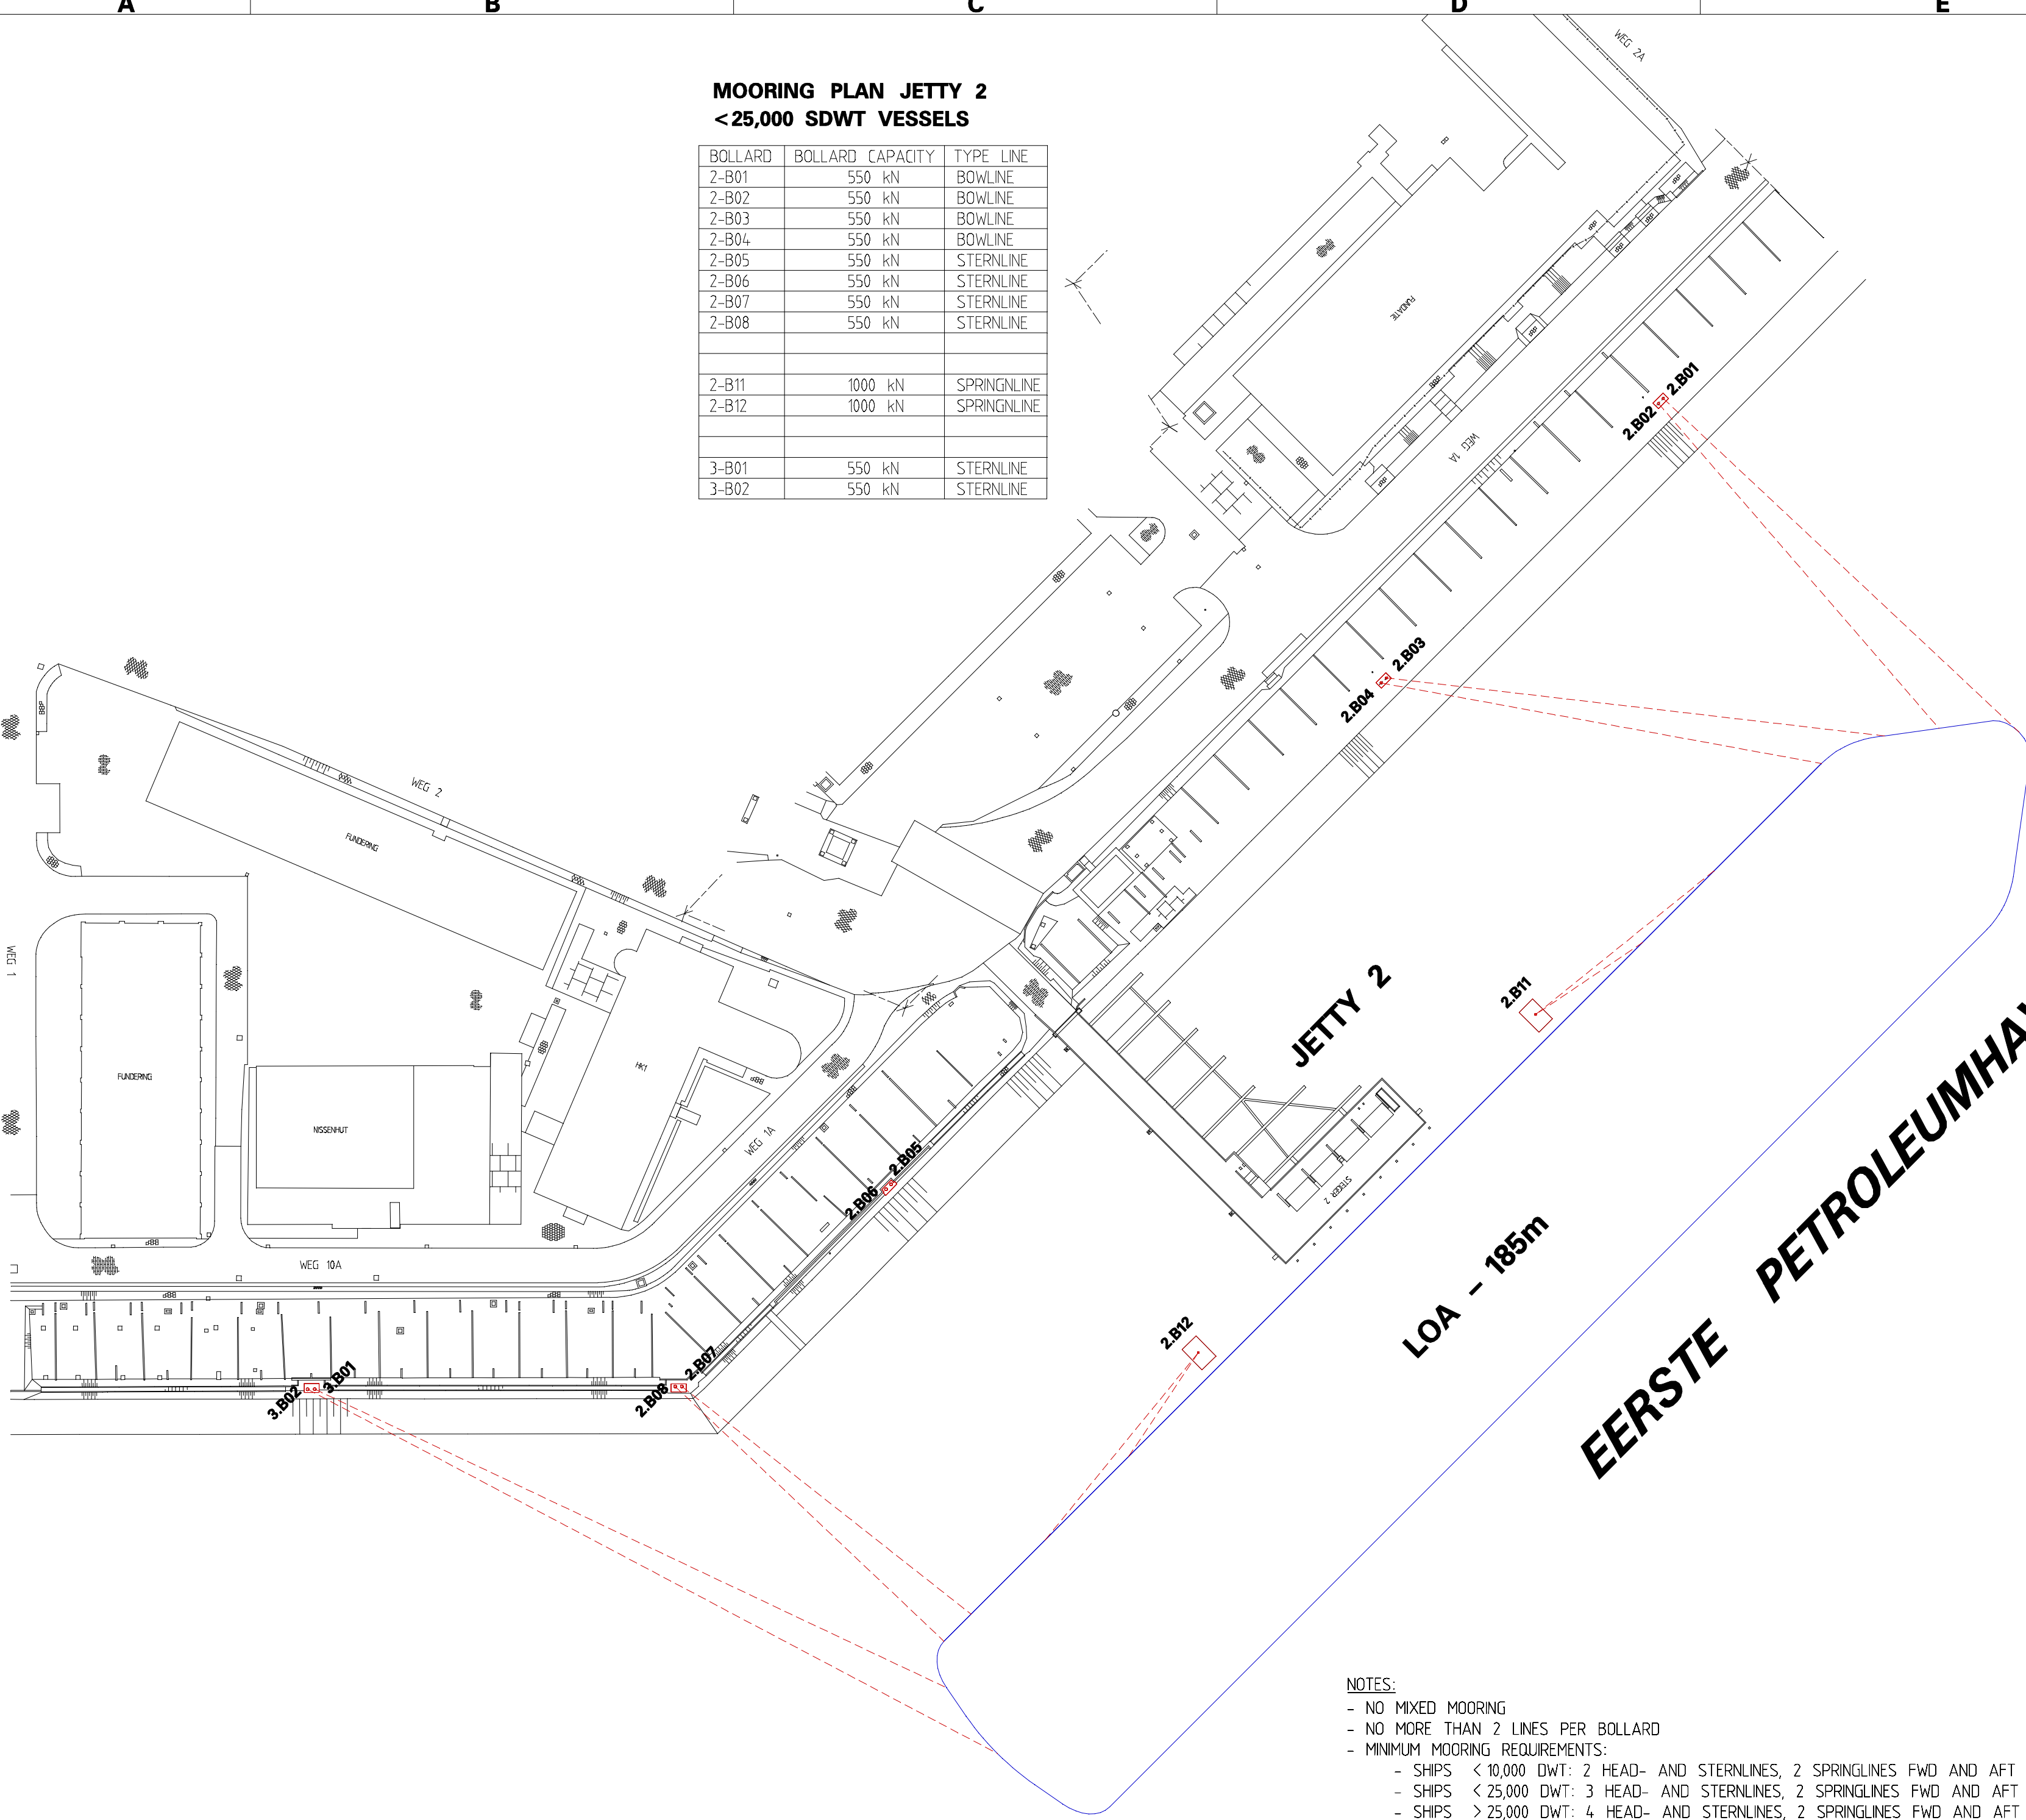 A B C D E
MOORING PLAN JETTY 2
<25,000 SDWT VESSELS
BOLLARD BOLLARD CAPACITY TYPE LINE
2-B01 550 kN BOWLINE
2-B02 550 kN BOWLINE
2-B03 550 kN BOWLINE
2-B04 550 kN BOWLINE
2-B05 550 kN STERNLINE
2-B06 550 kN STERNLINE
2-B07 550 kN STERNLINE
2-B08 550 kN STERNLINE
2-B11 1000 kN SPRINGNLINE
2-B12 1000 kN SPRINGNLINE
3-B01 550 kN STERNLINE
3-B02 550 kN STERNLINE
WEG 2A
FUNDATIE
2.B01
2.B02
WEG 1A
2.B03
2.B04
BBP
WEG 2
FUNDERING
WEG 1
FUNDERING
NISSENHUT
HK1
WEG 1A
JETTY 2
2.B11
STEIGER 2
2.B05
2.B06
WEG 10A
2.B12
LOA - 185m
EERSTE PETROLEUMHAV
2.B07
2.B08
3.B01
3.B02
NOTES:
- NO MIXED MOORING
- NO MORE THAN 2 LINES PER BOLLARD
- MINIMUM MOORING REQUIREMENTS:
- SHIPS < 10,000 DWT: 2 HEAD- AND STERNLINES, 2 SPRINGLINES FWD AND AFT
- SHIPS < 25,000 DWT: 3 HEAD- AND STERNLINES, 2 SPRINGLINES FWD AND AFT
- SHIPS > 25,000 DWT: 4 HEAD- AND STERNLINES, 2 SPRINGLINES FWD AND AFT